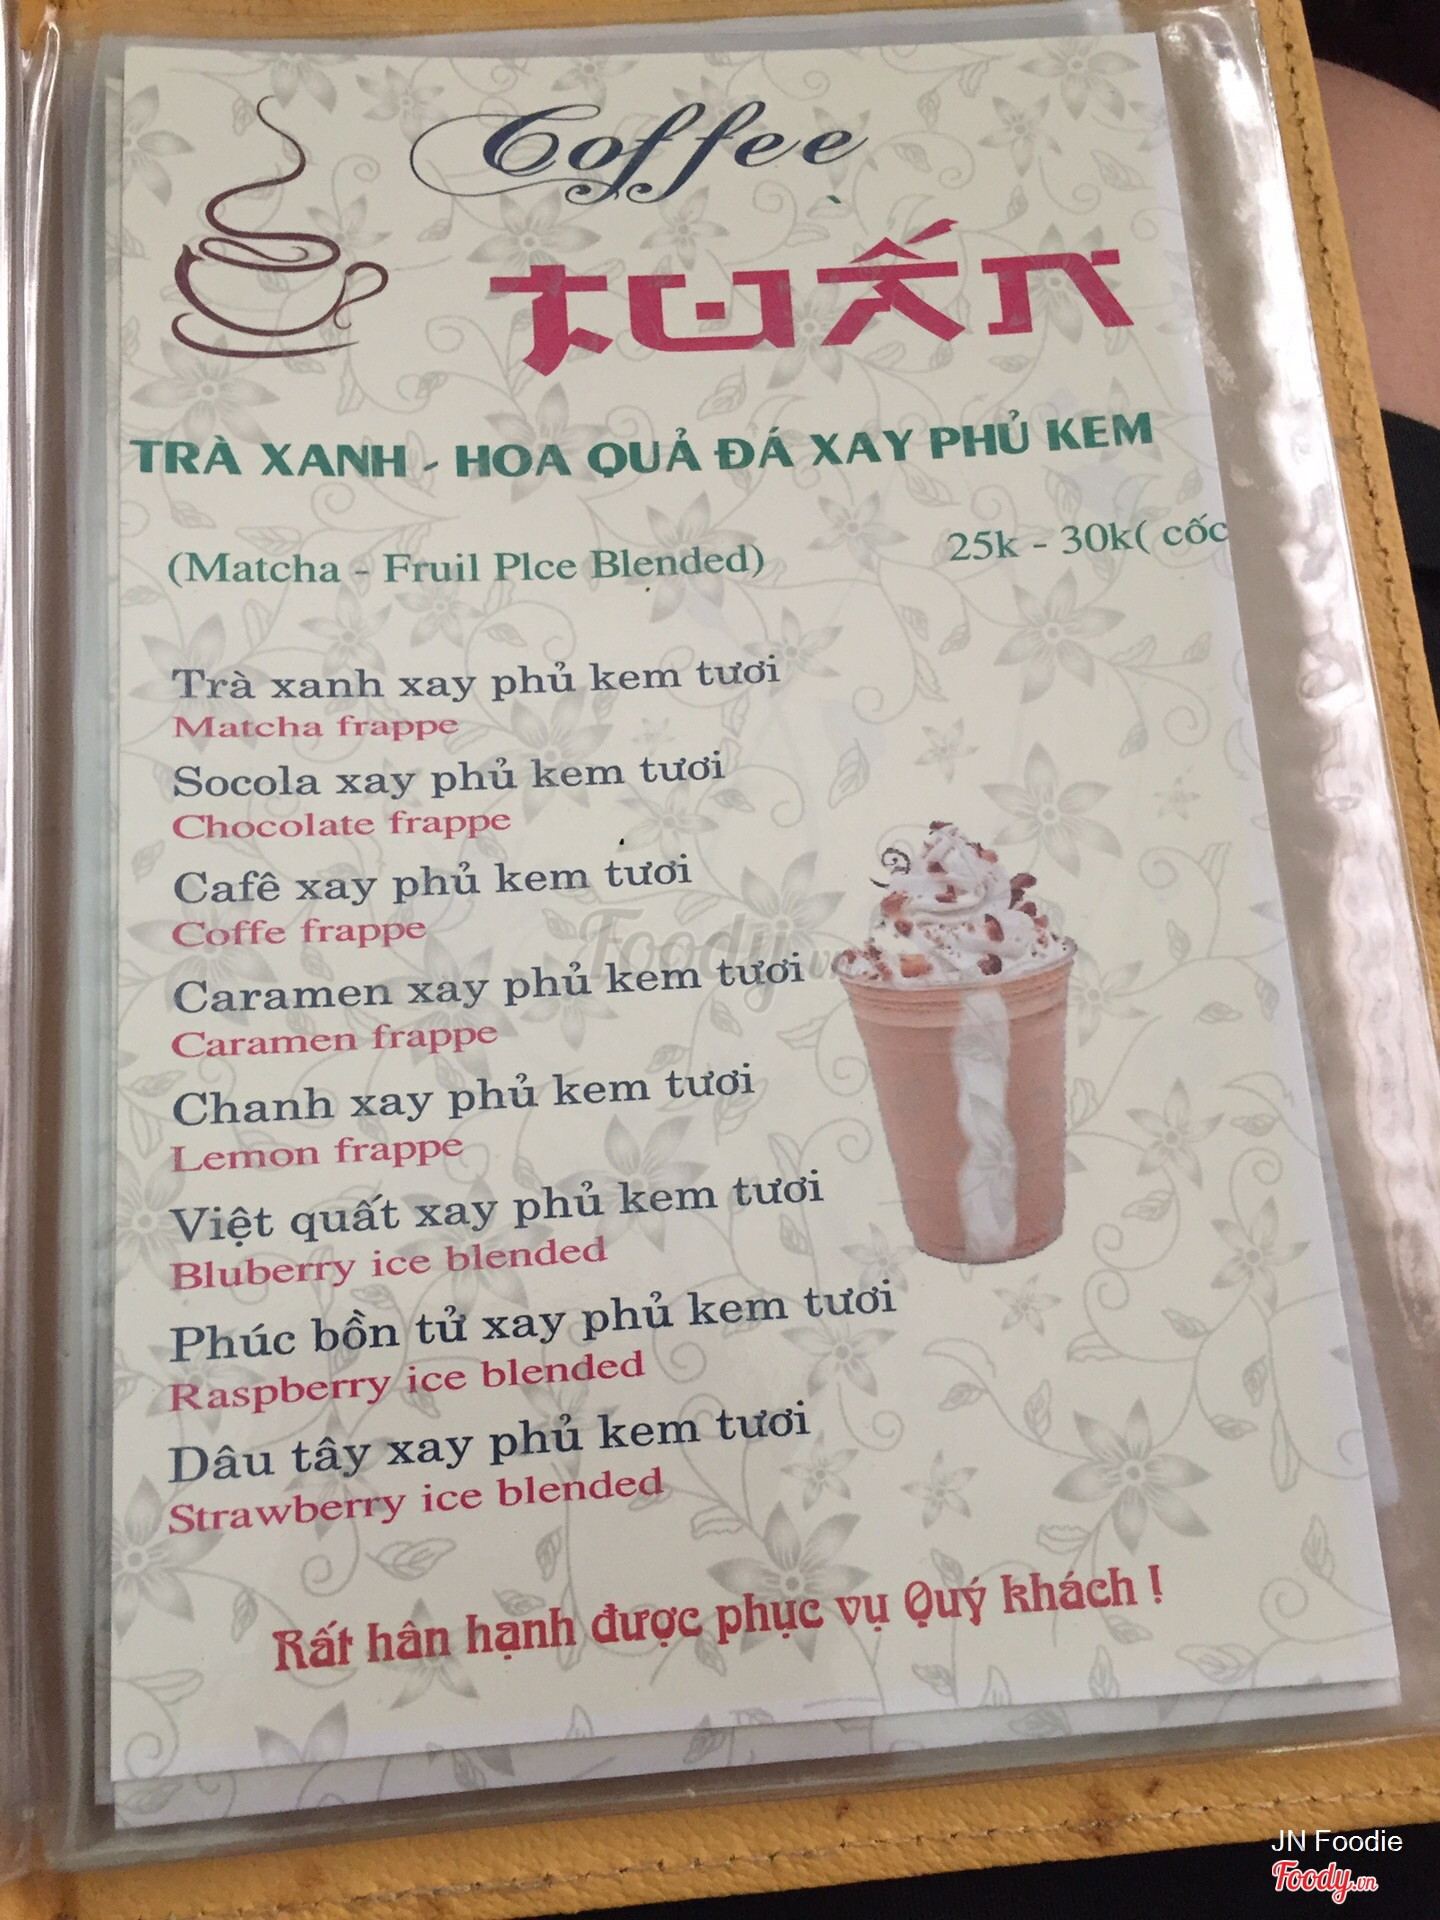 Coffee
TUẤN
TRÀ XANH - HOA QUẢ ĐÁ XAY PHỦ KEM
(Matcha - Fruil Plce Blended) 25k - 30k( cốc
Trà xanh xay phủ kem tươi
Matcha frappe
Socola xay phủ kem tươi
Chocolate frappe
Cafê xay phủ kem tươi
Coffe frappe
Caramen xay phủ kem tươi
Caramen frappe
Chanh xay phủ kem tươi
Lemon frappe
Việt quất xay phủ kem tươi
Bluberry ice blended
Phúc bồn tử xay phủ kem tươi
Raspberry ice blended
Dâu tây xay phủ kem tươi
Strawberry ice blended
Rất hân hạnh được phục vụ Quý khách !
Foody.vn
JN Foodie
Foody.vn